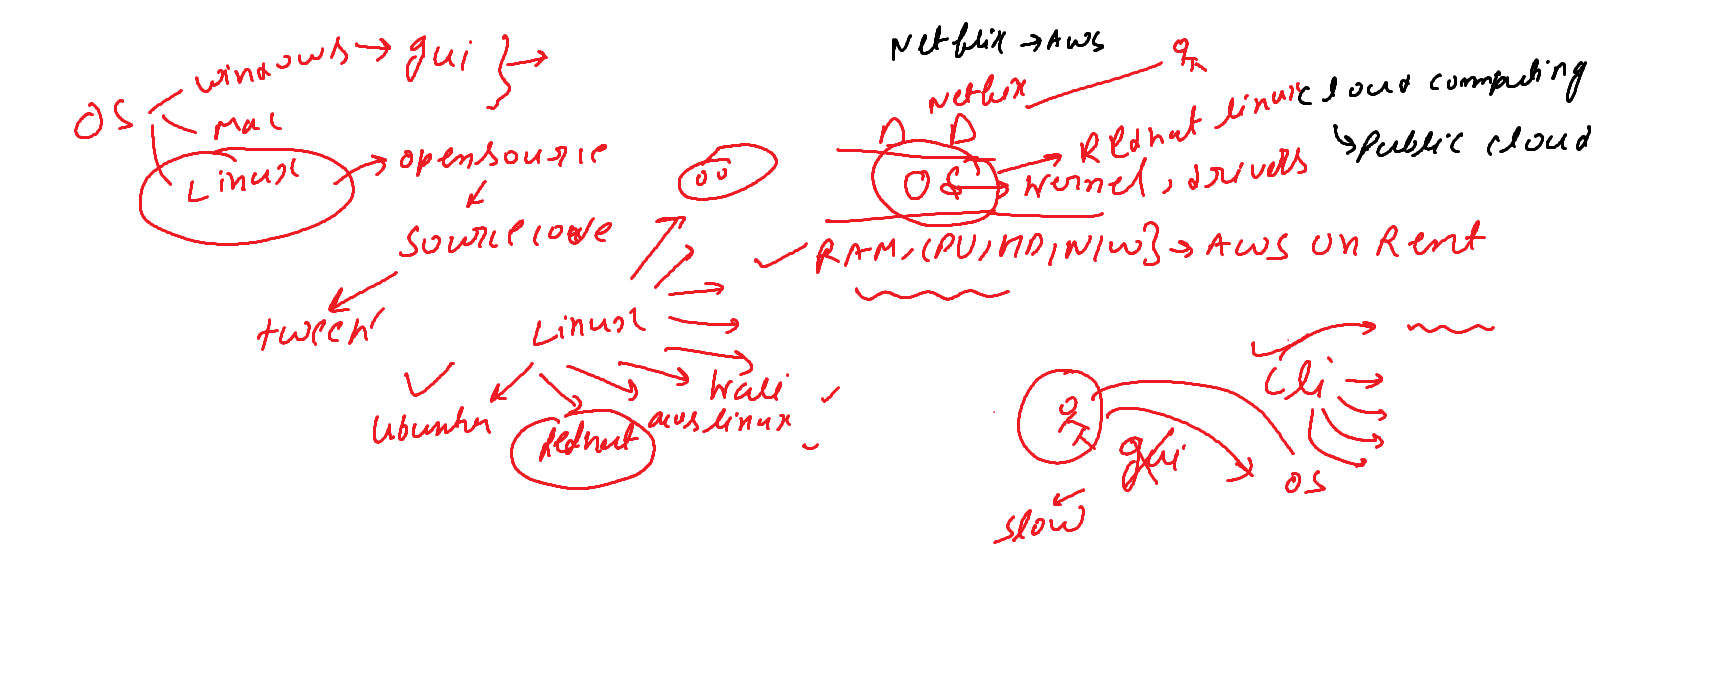 Netflix → AWS
windows → gui } →
OS
Mac
Linux → opensource
Netflix
Redhat linux
cloud computing
↳ Public cloud
OS → kernel, drivers
sourcecode
RAM, CPU, HD, N/W } → AWS on Rent
Linux
cli →
Ubuntu
Redhat
aws linux
kali
gui
OS
slow